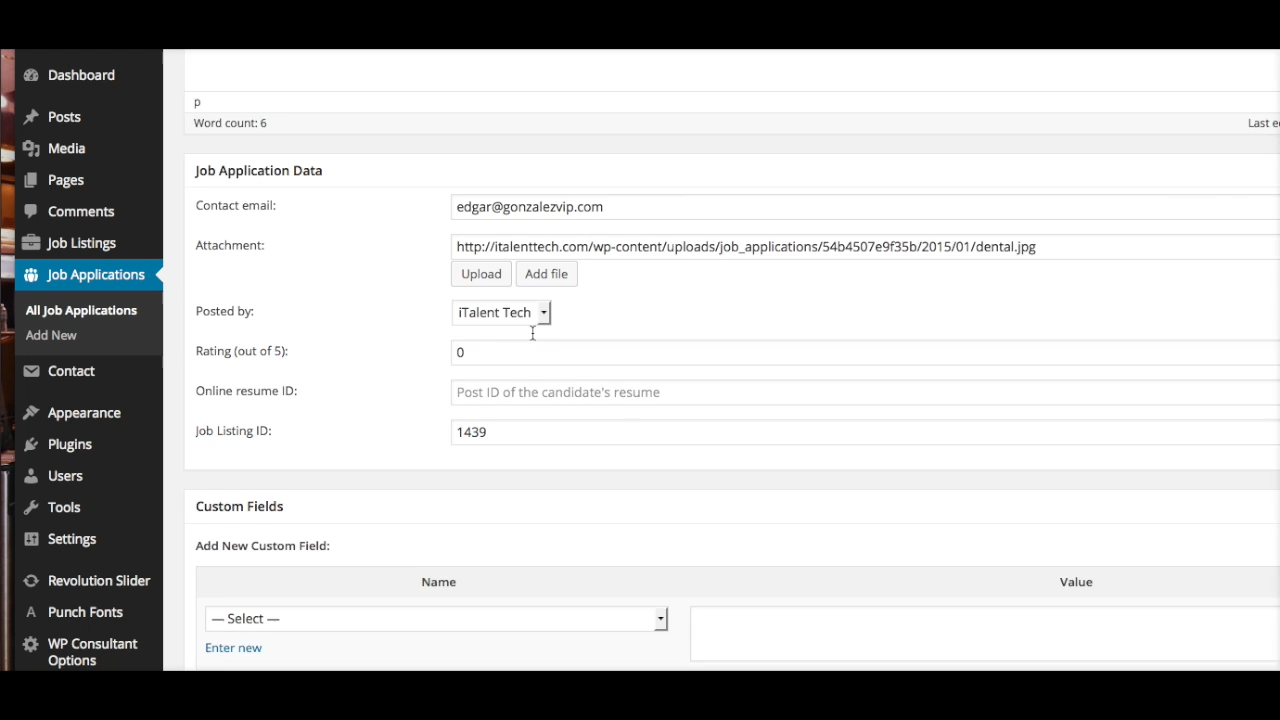 Dashboard
Posts
Media
Pages
Comments
Job Listings
Job Applications
All Job Applications
Add New
Contact
Appearance
Plugins
Users
Tools
Settings
Revolution Slider
Punch Fonts
WP Consultant
Options
p
Word count: 6
Last e
Job Application Data
Contact email:
edgar@gonzalezvip.com
Attachment:
http://italenttech.com/wp-content/uploads/job_applications/54b4507e9f35b/2015/01/dental.jpg
Upload
Add file
Posted by:
iTalent Tech
Rating (out of 5):
0
Online resume ID:
Post ID of the candidate's resume
Job Listing ID:
1439
Custom Fields
Add New Custom Field:
Name
Value
— Select —
Enter new